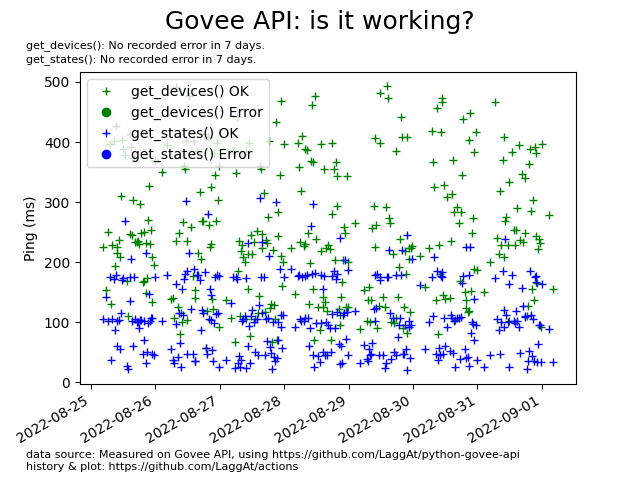 Govee API: is it working?
get_devices(): No recorded error in 7 days.
get_states(): No recorded error in 7 days.
get_devices() OK
get_devices() Error
get_states() OK
get_states() Error
Ping (ms)
500
400
300
200
100
0
2022-08-25
2022-08-26
2022-08-27
2022-08-28
2022-08-29
2022-08-30
2022-08-31
2022-09-01
data source: Measured on Govee API, using https://github.com/LaggAt/python-govee-api
history & plot: https://github.com/LaggAt/actions